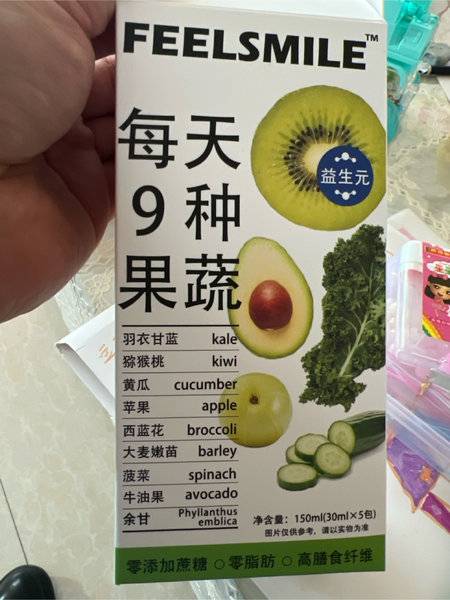 FEELSMILE™
每天
9种
果蔬
益生元
羽衣甘蓝 kale
猕猴桃 kiwi
黄瓜 cucumber
苹果 apple
西蓝花 broccoli
大麦嫩苗 barley
菠菜 spinach
牛油果 avocado
余甘 Phyllanthus
emblica
净含量：150ml(30ml×5包)
图片仅供参考，请以实物为准
零添加蔗糖 ○ 零脂肪 ○ 高膳食纤维